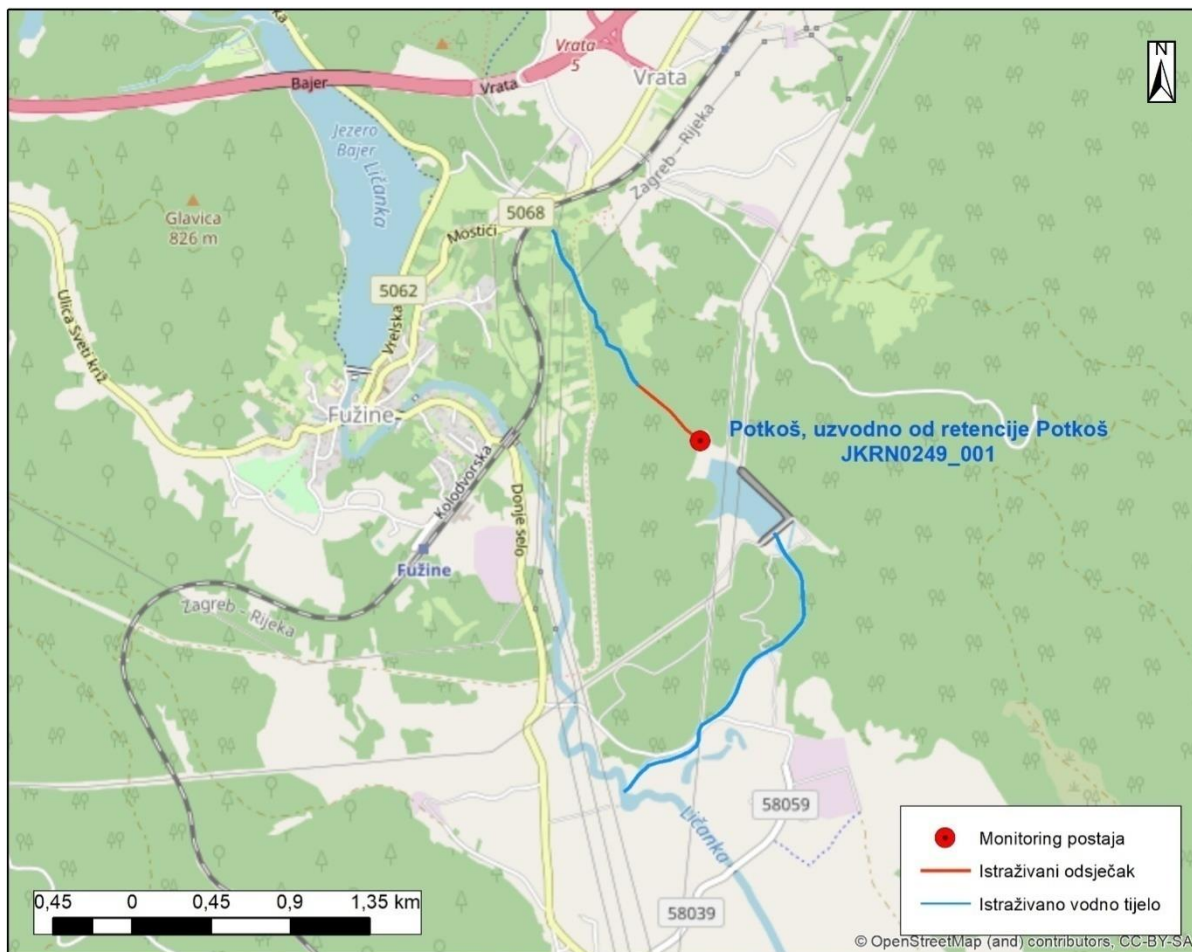 ka
Vrata
5
Bajer
Vrata
Vrata
N
Jezero
Bajer
Ličanka
Zagreb – Rijeka
Glavica
826 m
5068
Mostići
5062
Vrelska
Ulica Sveti križ
Fužine
Potkoš, uzvodno od retencije Potkoš
JKRN0249_001
Kolodvorska
Donje selo
Fužine
Zagreb – Rijeka
58059
Ličanka
58039
Monitoring postaja
Istraživani odsječak
Istraživano vodno tijelo
0,45 0 0,45 0,9 1,35 km
© OpenStreetMap (and) contributors, CC-BY-SA